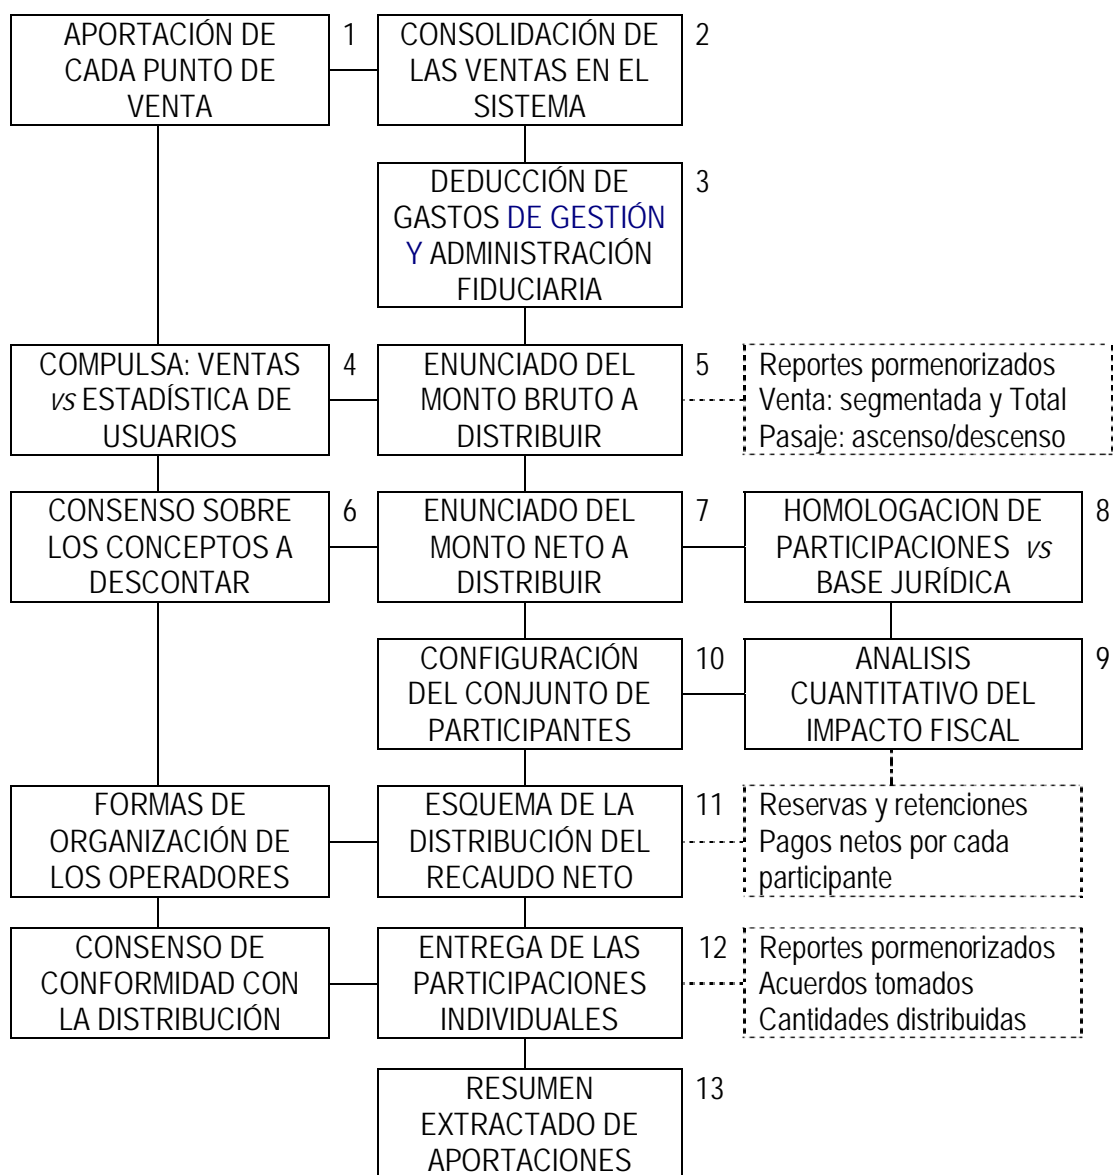 APORTACIÓN DE
CADA PUNTO DE
VENTA
1
CONSOLIDACIÓN DE
LAS VENTAS EN EL
SISTEMA
2
DEDUCCIÓN DE
GASTOS DE GESTIÓN
Y ADMINISTRACIÓN
FIDUCIARIA
3
COMPULSA: VENTAS
vs ESTADÍSTICA DE
USUARIOS
4
ENUNCIADO DEL
MONTO BRUTO A
DISTRIBUIR
5
Reportes pormenorizados
Venta: segmentada y Total
Pasaje: ascenso/descenso
CONSENSO SOBRE
LOS CONCEPTOS A
DESCONTAR
6
ENUNCIADO DEL
MONTO NETO A
DISTRIBUIR
7
HOMOLOGACION DE
PARTICIPACIONES vs
BASE JURÍDICA
8
CONFIGURACIÓN
DEL CONJUNTO DE
PARTICIPANTES
10
ANALISIS
CUANTITATIVO DEL
IMPACTO FISCAL
9
FORMAS DE
ORGANIZACIÓN DE
LOS OPERADORES
ESQUEMA DE LA
DISTRIBUCIÓN DEL
RECAUDO NETO
11
Reservas y retenciones
Pagos netos por cada
participante
CONSENSO DE
CONFORMIDAD CON
LA DISTRIBUCIÓN
ENTREGA DE LAS
PARTICIPACIONES
INDIVIDUALES
12
Reportes pormenorizados
Acuerdos tomados
Cantidades distribuidas
RESUMEN
EXTRACTADO DE
APORTACIONES
13